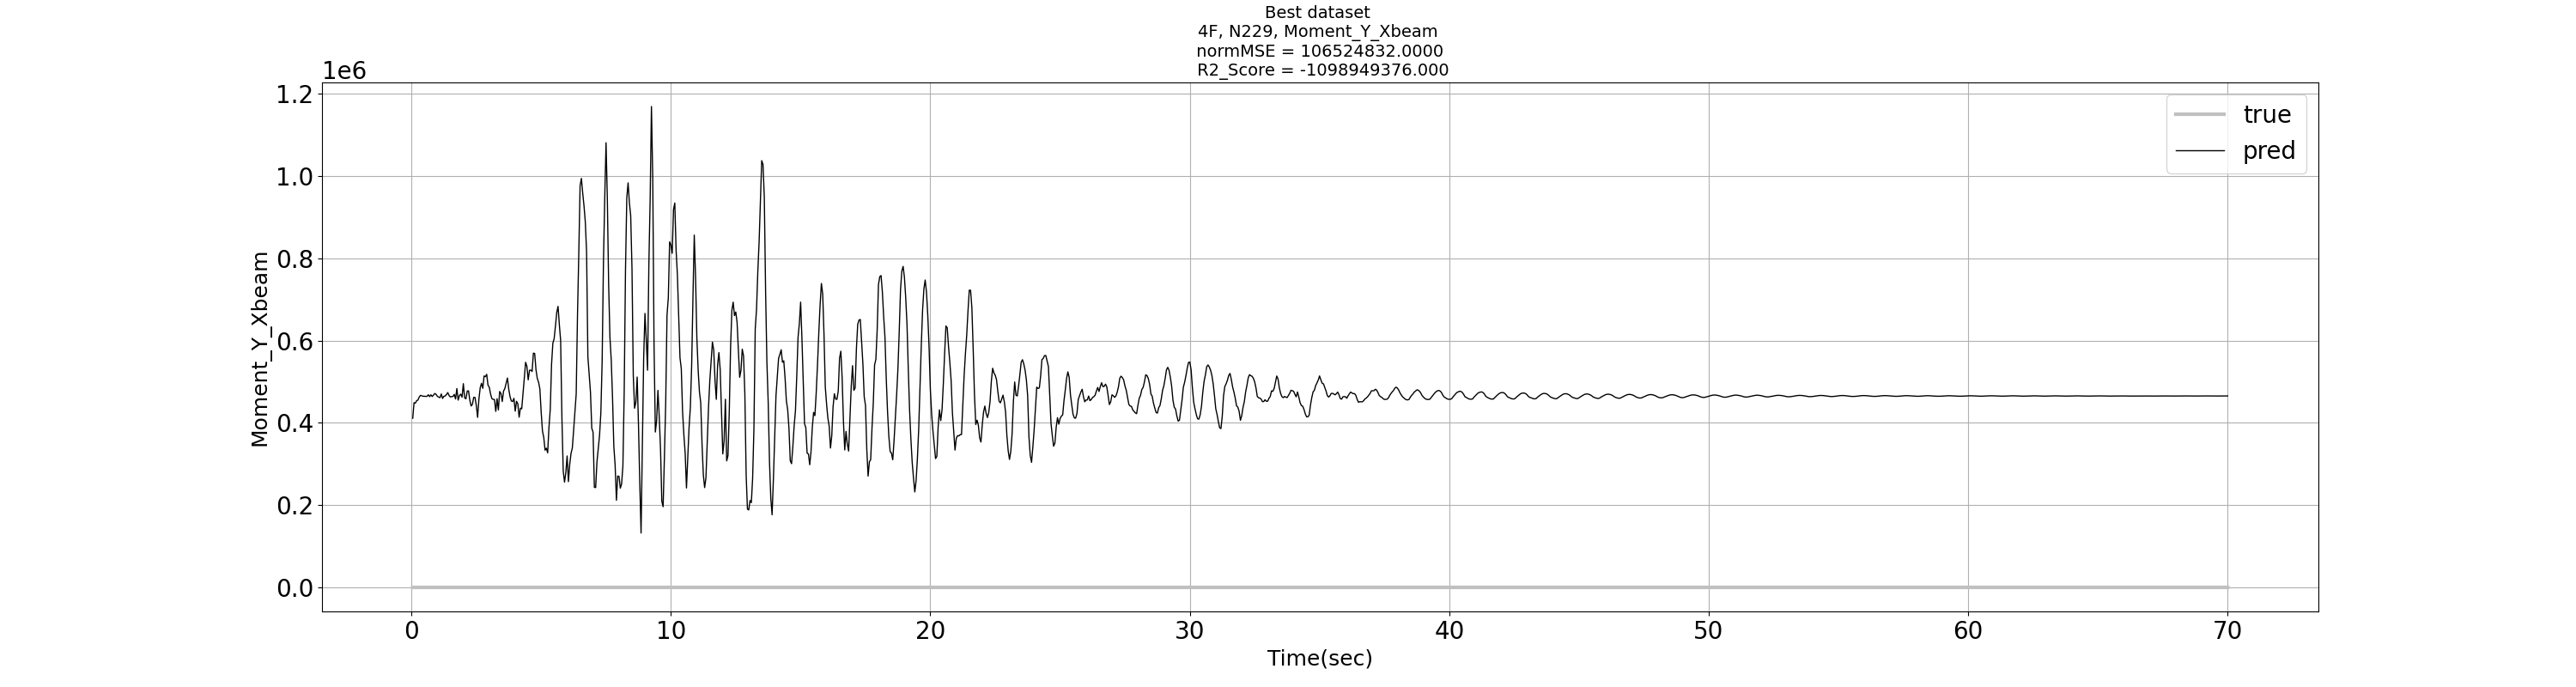 Best dataset
4F, N229, Moment_Y_Xbeam
normMSE = 106524832.0000
R2_Score = -1098949376.000
1e6
1.2
1.0
0.8
0.6
0.4
0.2
0.0
Moment_Y_Xbeam
true
pred
0 10 20 30 40 50 60 70
Time(sec)